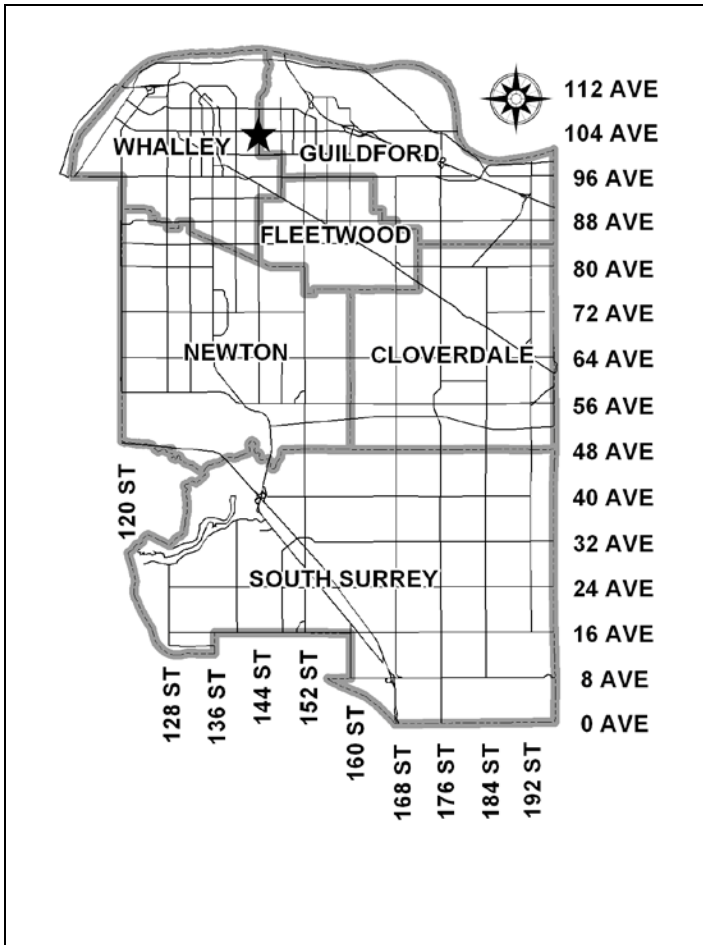 112 AVE
104 AVE
WHALLEY
GUILDFORD
96 AVE
88 AVE
FLEETWOOD
80 AVE
72 AVE
NEWTON
CLOVERDALE
64 AVE
56 AVE
48 AVE
120 ST
40 AVE
32 AVE
SOUTH SURREY
24 AVE
16 AVE
128 ST
136 ST
144 ST
152 ST
8 AVE
160 ST
0 AVE
168 ST
176 ST
184 ST
192 ST